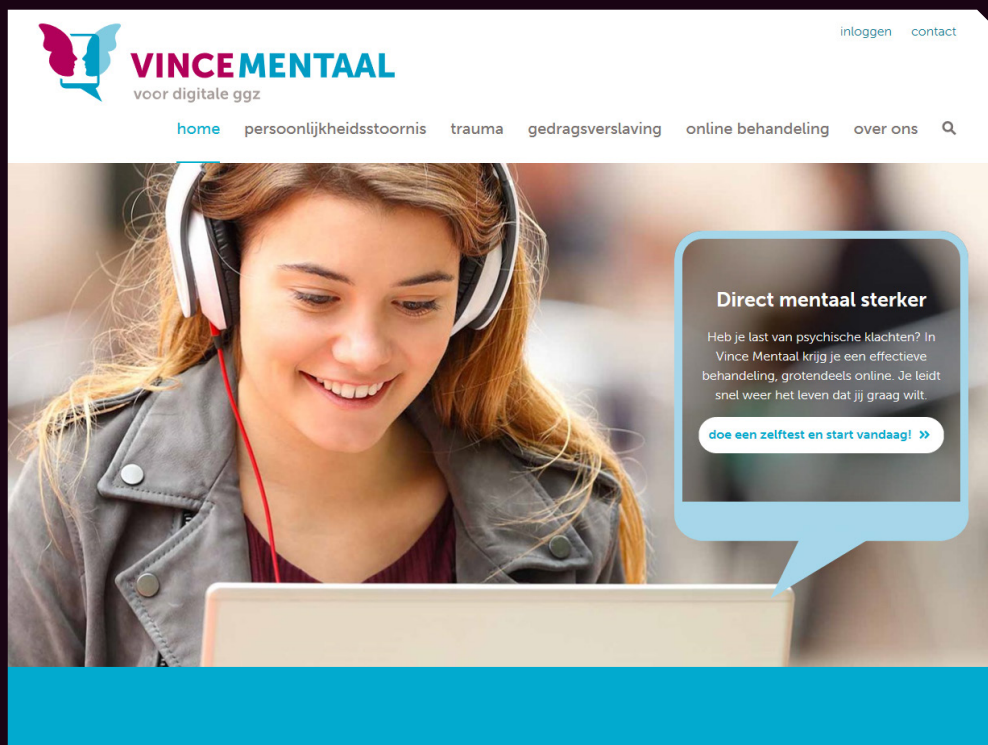 inloggen contact
VINCEMENTAAL
voor digitale ggz
home persoonlijkheidsstoornis trauma gedragsverslaving online behandeling over ons
Direct mentaal sterker
Heb je last van psychische klachten? In
Vince Mentaal krijg je een effectieve
behandeling, grotendeels online. Je leidt
snel weer het leven dat jij graag wilt.
doe een zelftest en start vandaag! »